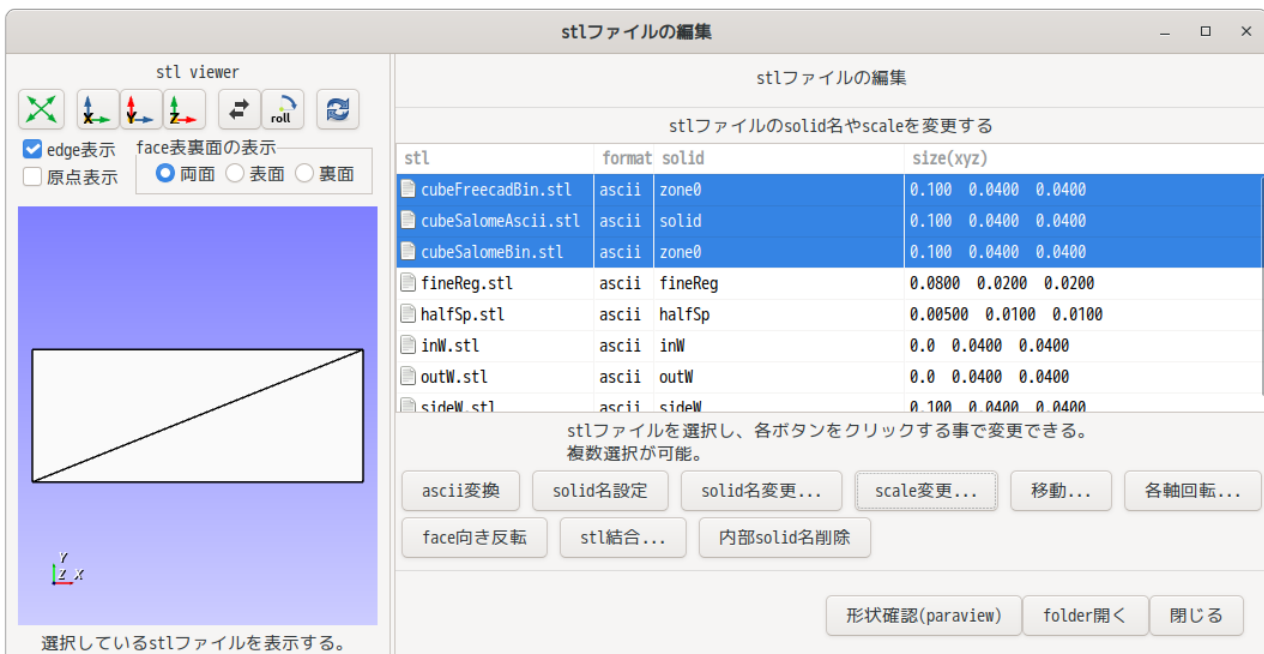 stlファイルの編集
stl viewer
X
Y
Z
roll
edge表示
原点表示
face表裏面の表示
両面 表面 裏面
Y
Z X
選択しているstlファイルを表示する。
stlファイルの編集
stlファイルのsolid名やscaleを変更する
stl format solid size(xyz)
cubeFreecadBin.stl ascii zone0 0.100 0.0400 0.0400
cubeSalomeAscii.stl ascii solid 0.100 0.0400 0.0400
cubeSalomeBin.stl ascii zone0 0.100 0.0400 0.0400
fineReg.stl ascii fineReg 0.0800 0.0200 0.0200
halfSp.stl ascii halfSp 0.00500 0.0100 0.0100
inW.stl ascii inW 0.0 0.0400 0.0400
outW.stl ascii outW 0.0 0.0400 0.0400
sideW.stl ascii sideW 0.100 0.0400 0.0400
stlファイルを選択し、各ボタンをクリックする事で変更できる。
複数選択が可能。
ascii変換 solid名設定 solid名変更... scale変更... 移動... 各軸回転...
face向き反転 stl結合... 内部solid名削除
形状確認(paraview) folder開く 閉じる